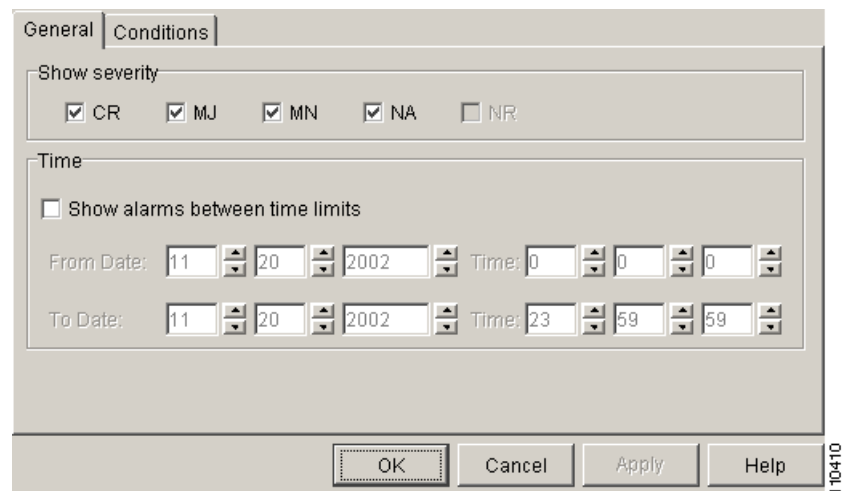 General Conditions
Show severity
CR MJ MN NA NR
Time
Show alarms between time limits
From Date: 11 20 2002 Time: 0 0 0
To Date: 11 20 2002 Time: 23 59 59
OK Cancel Apply Help
110410